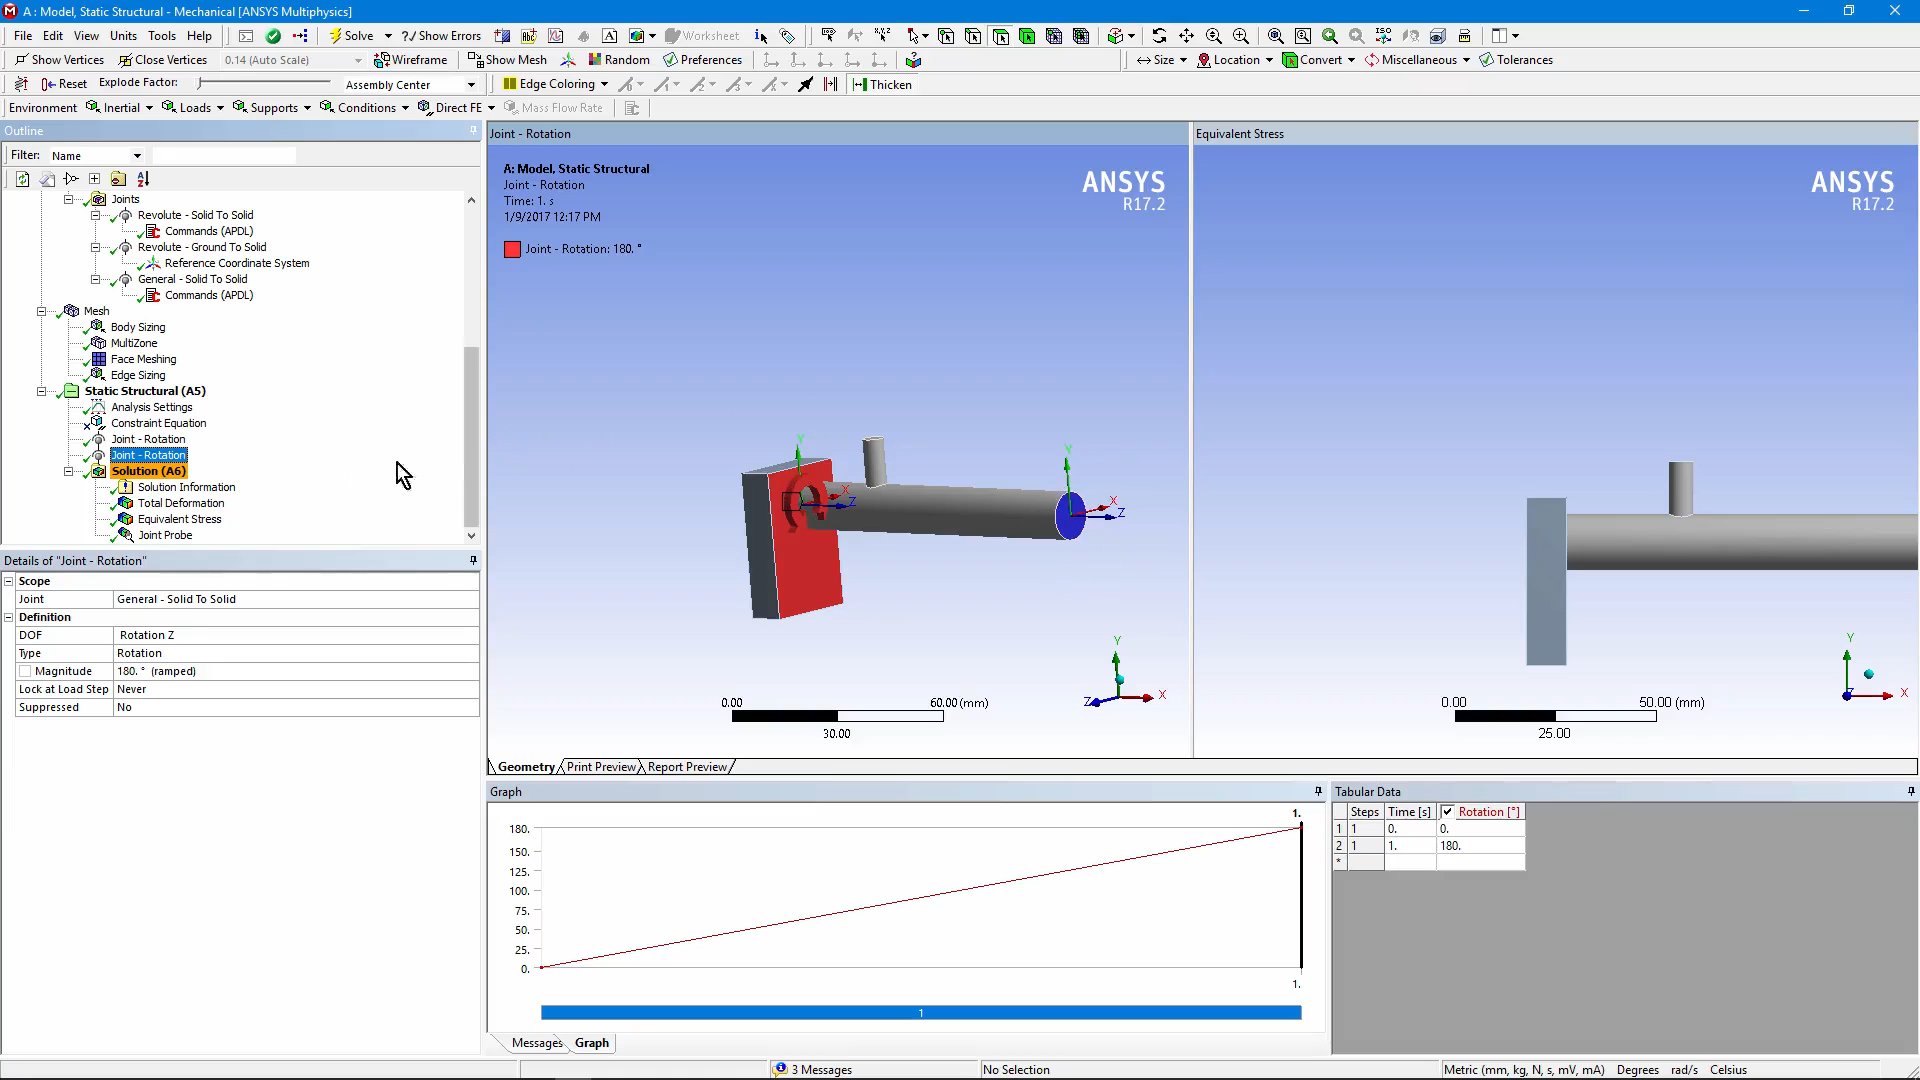 A : Model, Static Structural - Mechanical [ANSYS Multiphysics]
File Edit View Units Tools Help Solve ?/ Show Errors Worksheet
Show Vertices Close Vertices 0.14 (Auto Scale) Wireframe Show Mesh Random Preferences Size Location Convert Miscellaneous Tolerances
Reset Explode Factor: Assembly Center Edge Coloring Thicken
Environment Inertial Loads Supports Conditions Direct FE Mass Flow Rate
Outline
Filter: Name
Joints
Revolute - Solid To Solid
Commands (APDL)
Revolute - Ground To Solid
Reference Coordinate System
General - Solid To Solid
Commands (APDL)
Mesh
Body Sizing
MultiZone
Face Meshing
Edge Sizing
Static Structural (A5)
Analysis Settings
Constraint Equation
Joint - Rotation
Joint - Rotation
Solution (A6)
Solution Information
Total Deformation
Equivalent Stress
Joint Probe
Details of "Joint - Rotation"
Scope
Joint General - Solid To Solid
Definition
DOF Rotation Z
Type Rotation
Magnitude 180. ° (ramped)
Lock at Load Step Never
Suppressed No
Joint - Rotation
A: Model, Static Structural
Joint - Rotation
Time: 1. s
1/9/2017 12:17 PM
Joint - Rotation: 180. °
ANSYS
R17.2
Y
X
Z
Y
X
Z
Y
X
Z
0.00 60.00 (mm)
30.00
Equivalent Stress
ANSYS
R17.2
Y
X
Z
0.00 50.00 (mm)
25.00
Geometry Print Preview Report Preview
Graph
1.
180.
150.
125.
100.
75.
50.
25.
0.
1.
1
Messages Graph
Tabular Data
Steps Time [s] Rotation [°]
1 1 0. 0.
2 1 1. 180.
*
3 Messages No Selection Metric (mm, kg, N, s, mV, mA) Degrees rad/s Celsius